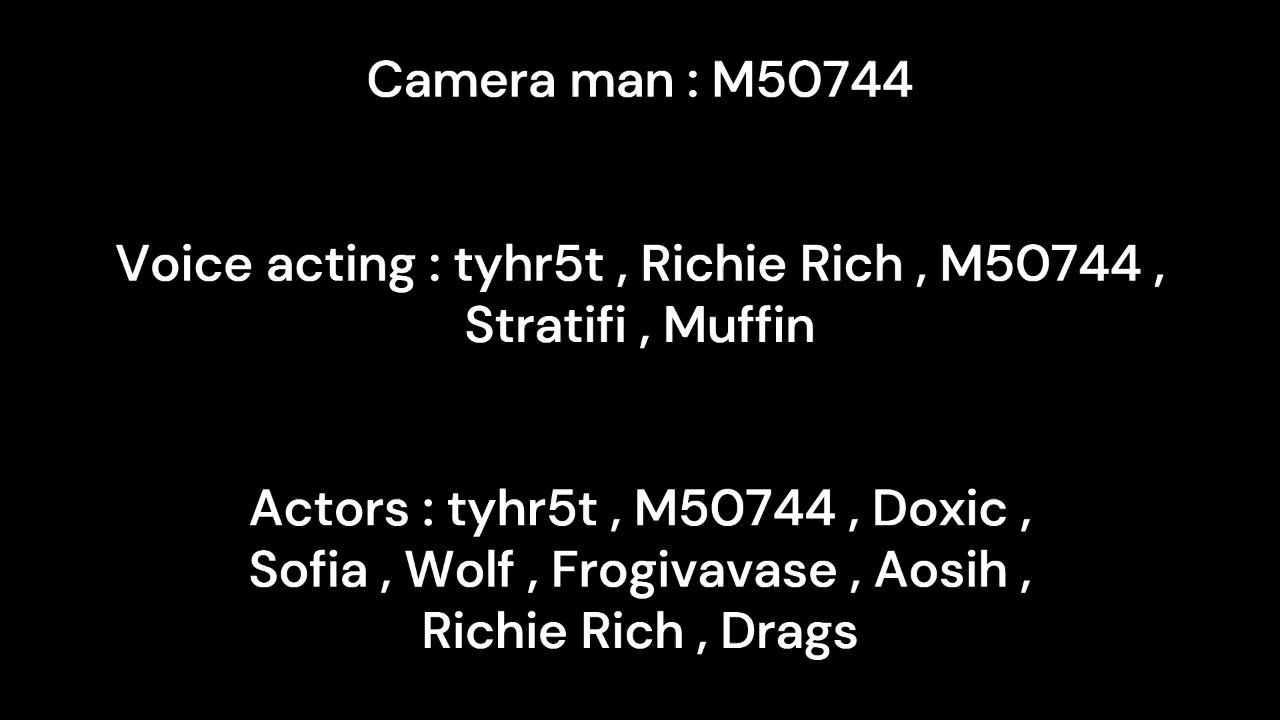 Camera man : M50744
Voice acting : tyhr5t , Richie Rich , M50744 ,
Stratifi , Muffin
Actors : tyhr5t , M50744 , Doxic ,
Sofia , Wolf , Frogivavase , Aosih ,
Richie Rich , Drags